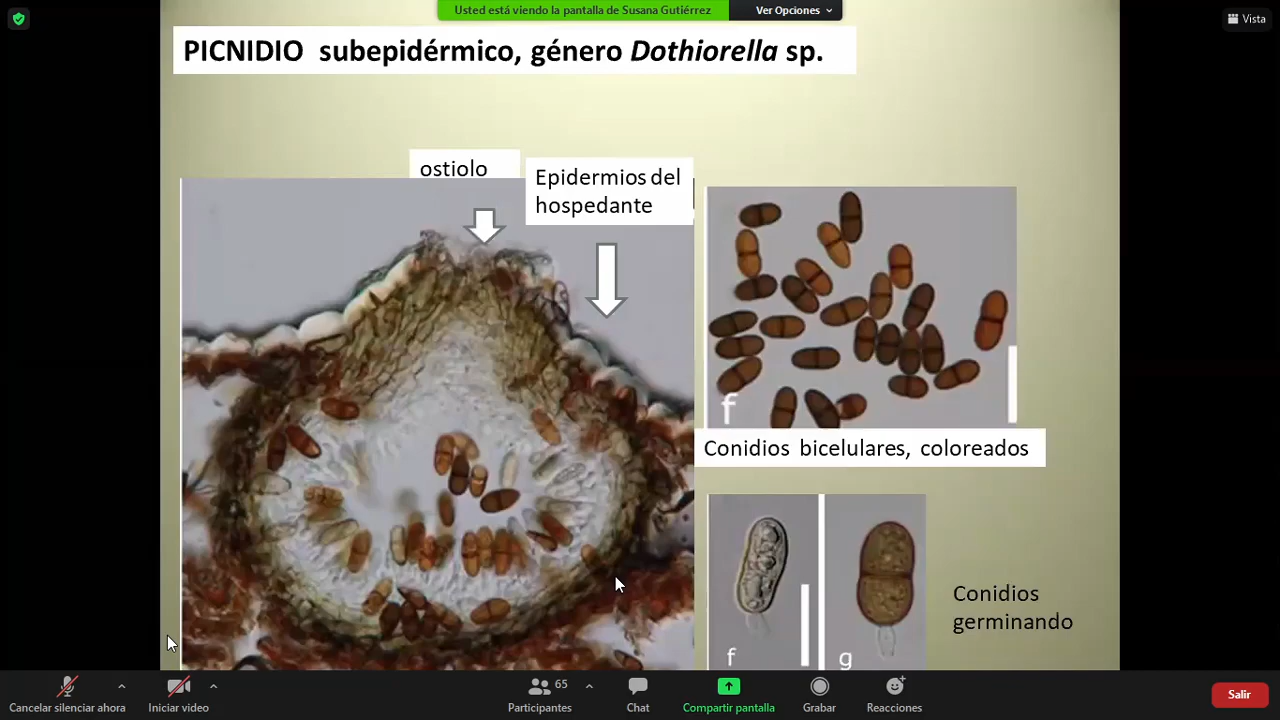 Usted está viendo la pantalla de Susana Gutiérrez
Ver Opciones
Vista
PICNIDIO subepidérmico, género Dothiorella sp.
ostiolo
Epidermios del
hospedante
f
Conidios bicelulares, coloreados
f
g
Conidios
germinando
Cancelar silenciar ahora
Iniciar video
65
Participantes
Chat
Compartir pantalla
Grabar
Reacciones
Salir